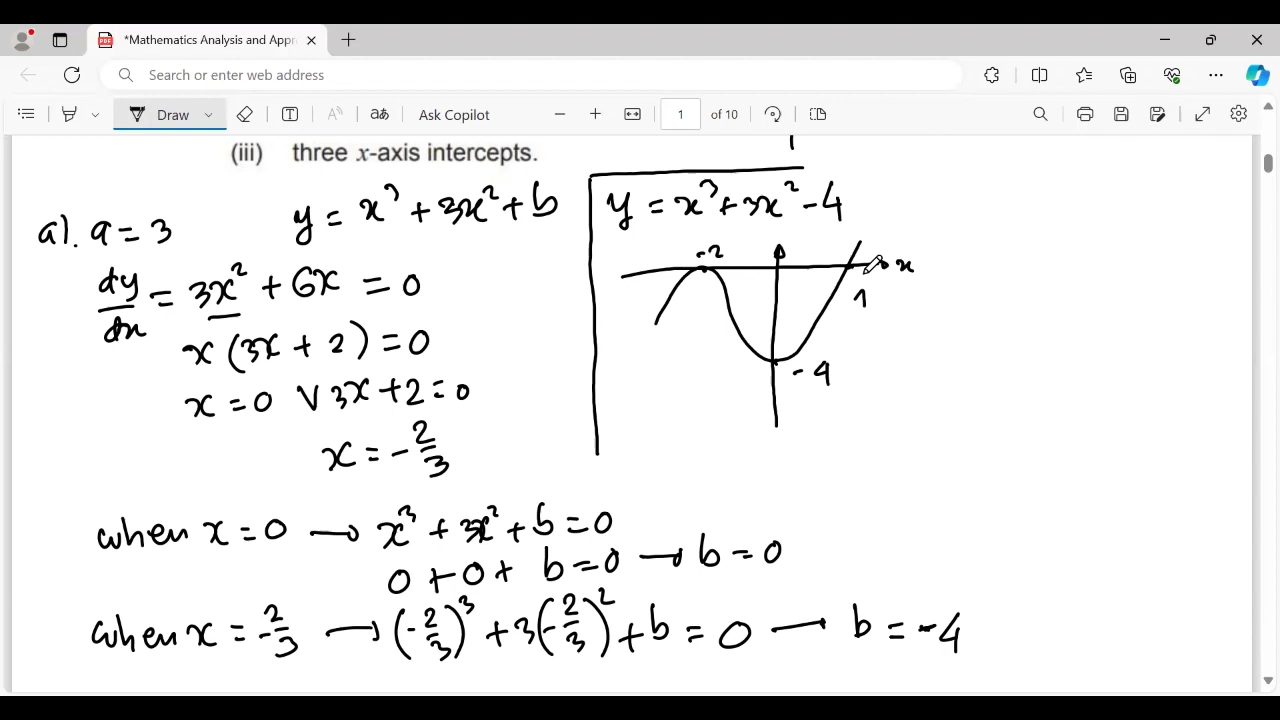 *Mathematics Analysis and Appr
Search or enter web address
Draw
aあ
Ask Copilot
1 of 10
(iii) three x-axis intercepts.
a). a = 3
y = x³ + 3x² + b
dy/dx = 3x² + 6x = 0
x(3x + 2) = 0
x = 0 V 3x + 2 = 0
x = -2/3
y = x³ + 3x² - 4
-2
x
1
-4
when x = 0 → x³ + 3x² + b = 0
0 + 0 + b = 0 → b = 0
when x = -2/3 → (-2/3)³ + 3(-2/3)² + b = 0 → b = -4